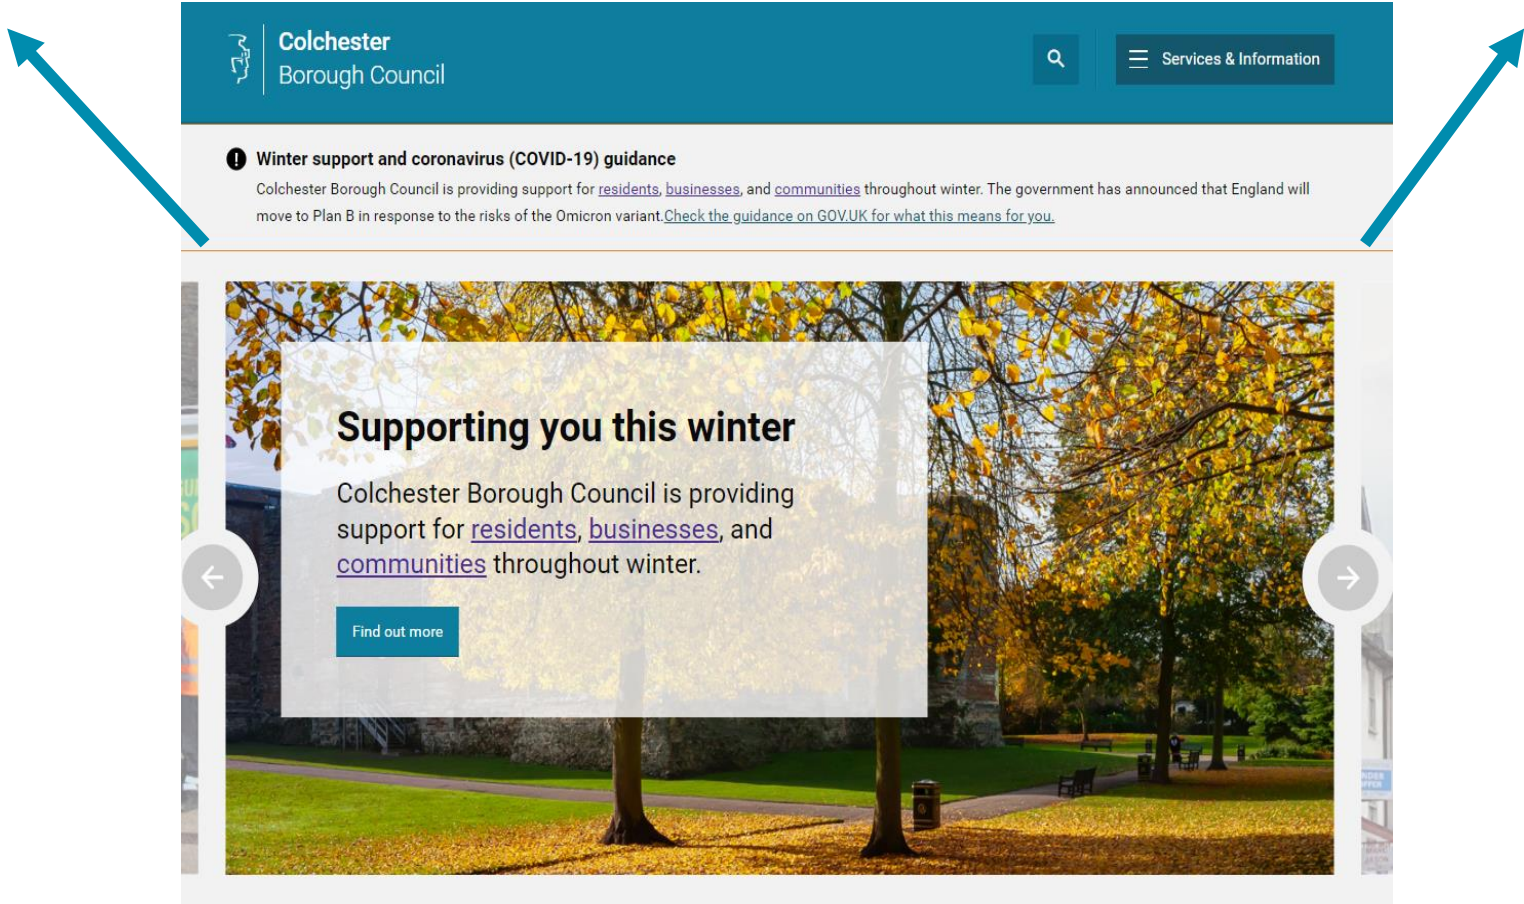 Colchester
Borough Council
Services & Information
Winter support and coronavirus (COVID-19) guidance
Colchester Borough Council is providing support for residents, businesses, and communities throughout winter. The government has announced that England will
move to Plan B in response to the risks of the Omicron variant.Check the guidance on GOV.UK for what this means for you.
Supporting you this winter
Colchester Borough Council is providing
support for residents, businesses, and
communities throughout winter.
Find out more